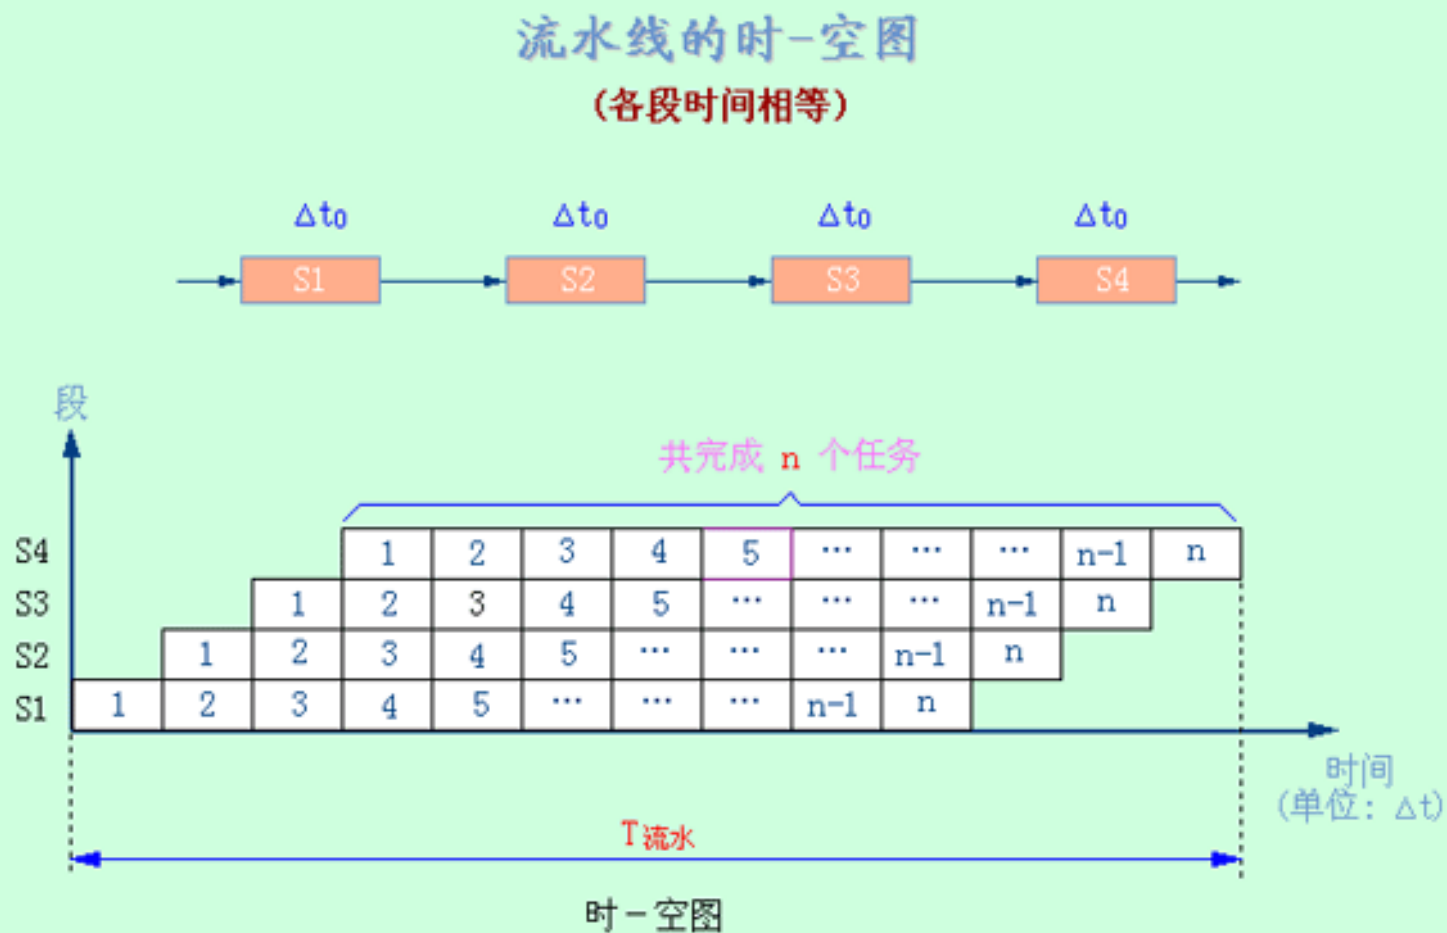 流水线的时-空图
(各段时间相等)
Δt₀ Δt₀ Δt₀ Δt₀
S1 S2 S3 S4
段
共完成 n 个任务
S4 1 2 3 4 5 … … … n-1 n
S3 1 2 3 4 5 … … … n-1 n
S2 1 2 3 4 5 … … … n-1 n
S1 1 2 3 4 5 … … … n-1 n
时间
(单位: Δt)
T流水
时-空图